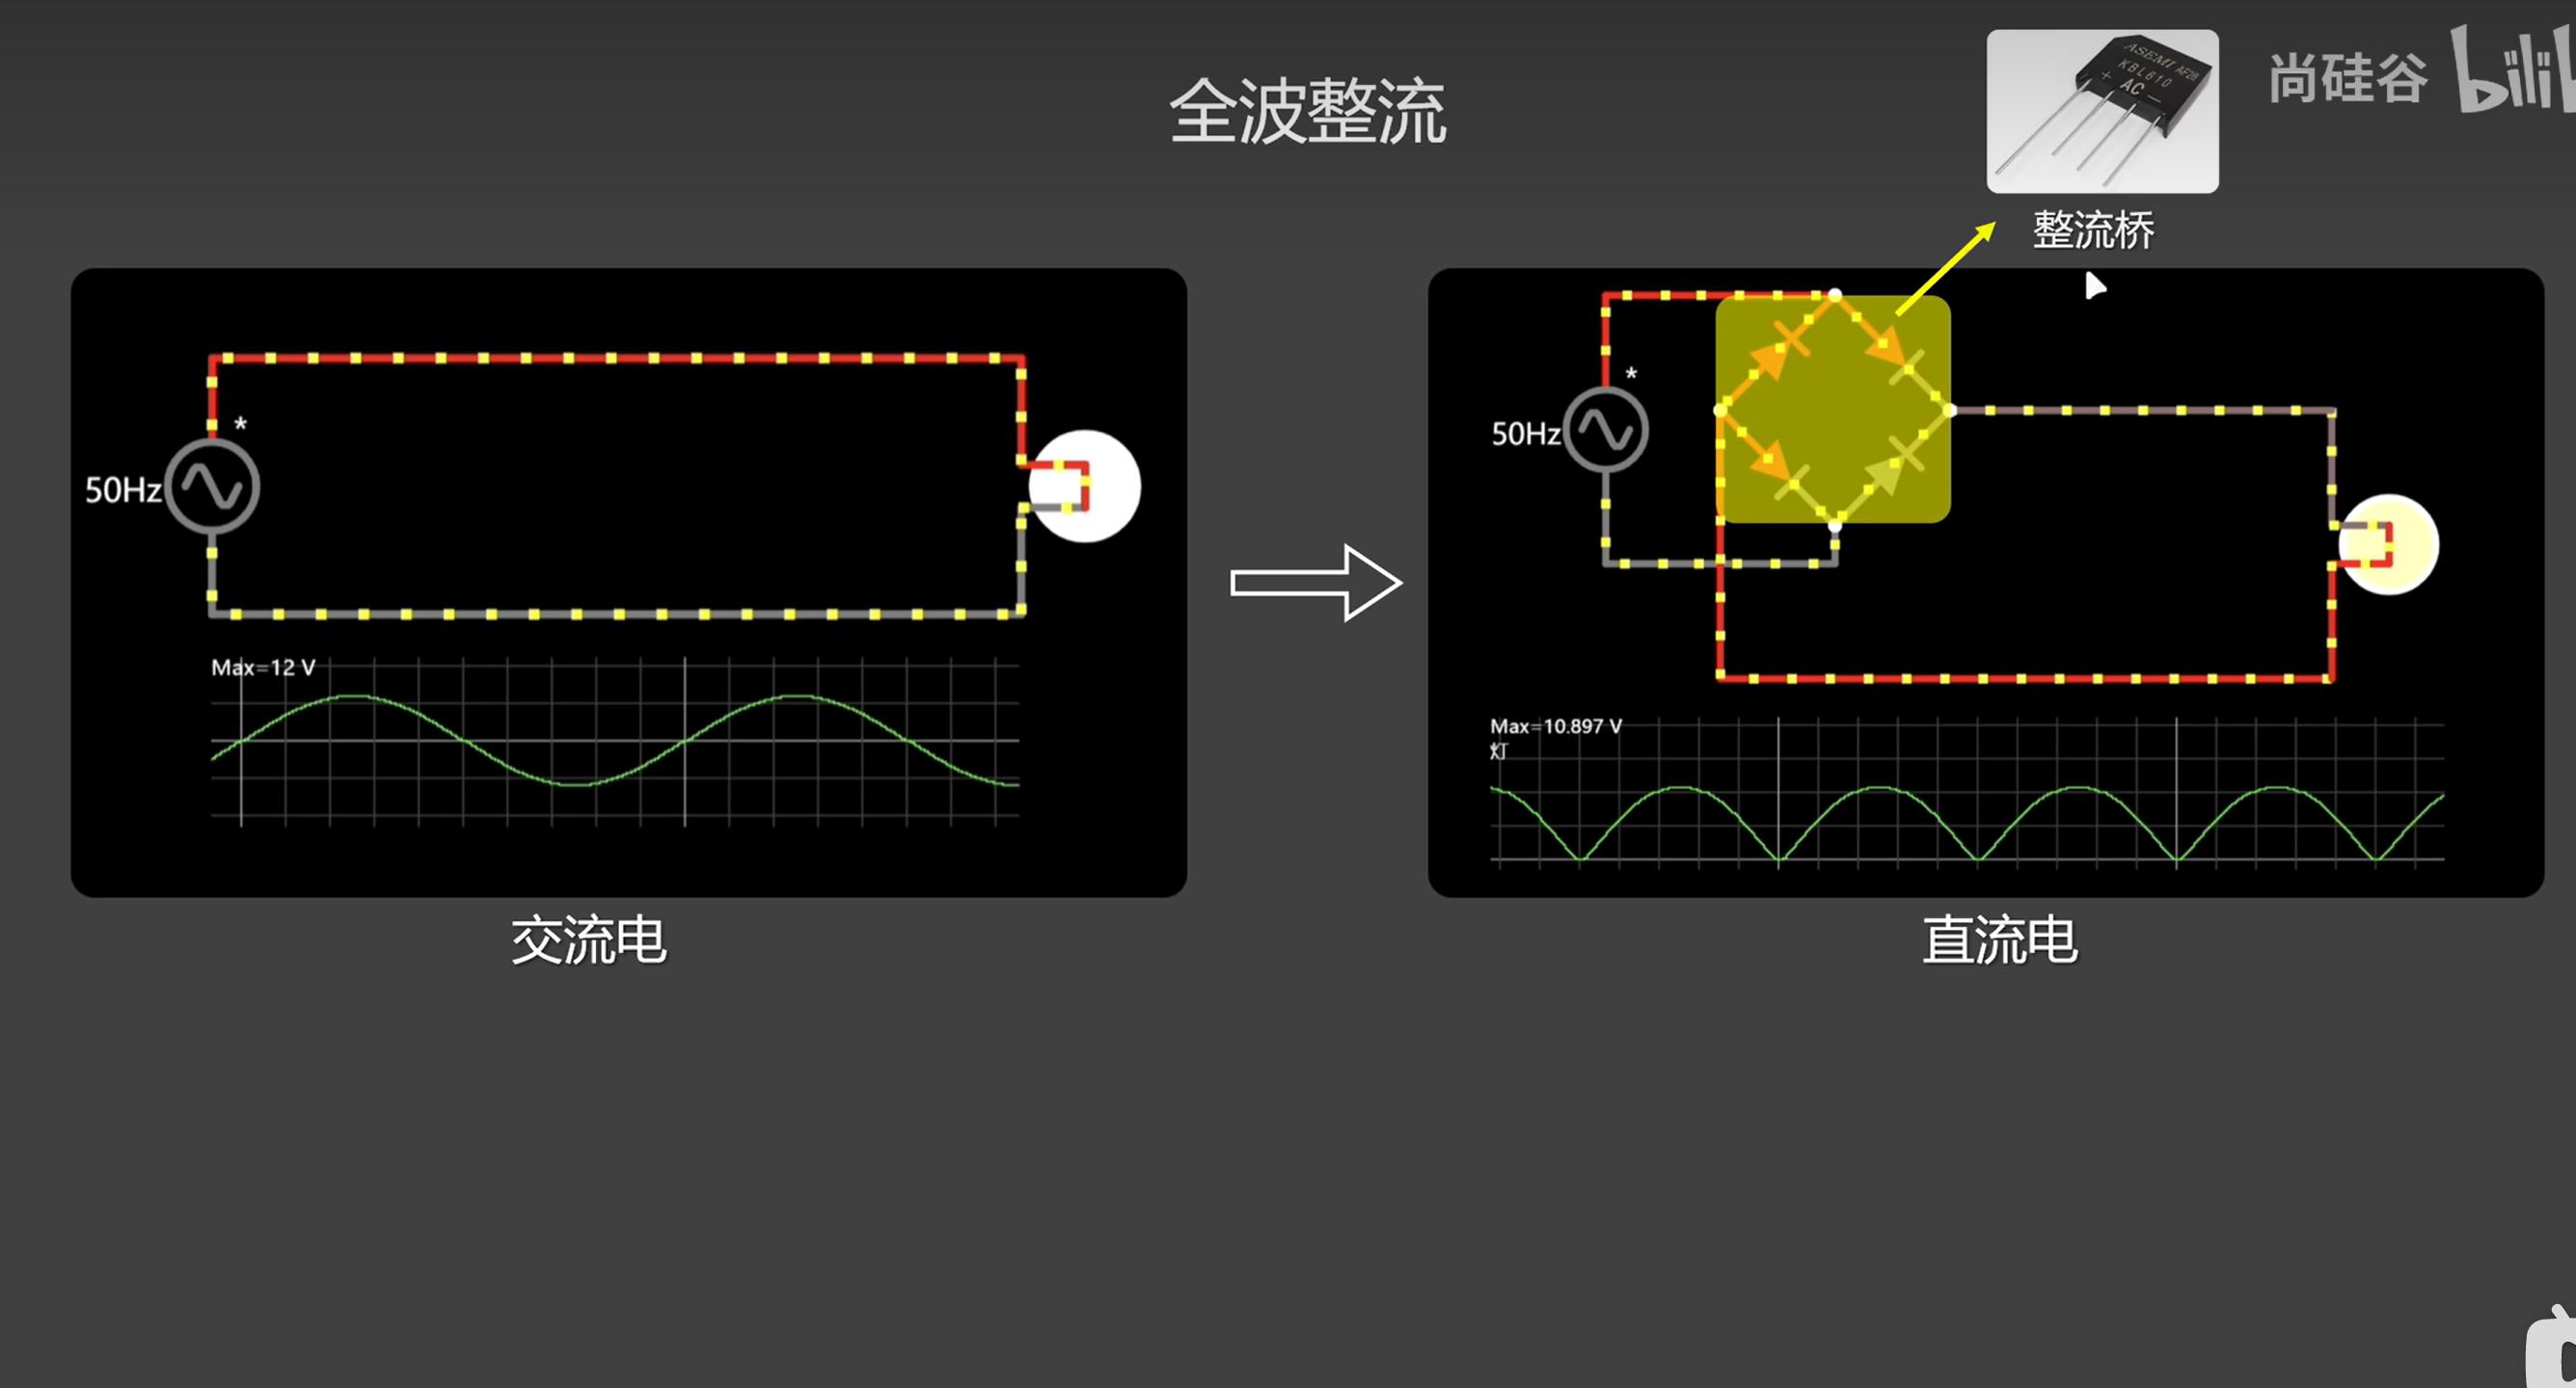 全波整流
ASEMI AF28
KBL610
+ AC −
尚硅谷
整流桥
*
50Hz
Max=12 V
交流电
*
50Hz
Max=10.897 V
灯
直流电